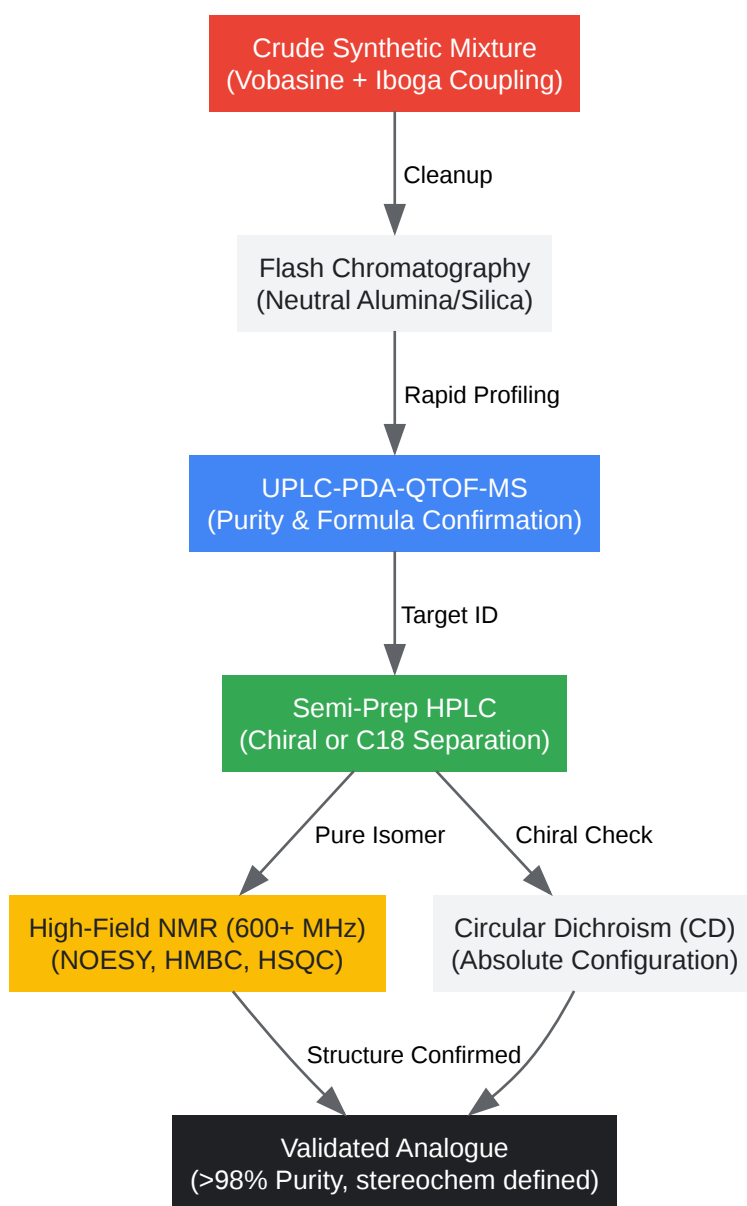 Crude Synthetic Mixture
(Vobasine + Iboga Coupling)
Cleanup
Flash Chromatography
(Neutral Alumina/Silica)
Rapid Profiling
UPLC-PDA-QTOF-MS
(Purity & Formula Confirmation)
Target ID
Semi-Prep HPLC
(Chiral or C18 Separation)
Pure Isomer
Chiral Check
High-Field NMR (600+ MHz)
(NOESY, HMBC, HSQC)
Circular Dichroism (CD)
(Absolute Configuration)
Structure Confirmed
Validated Analogue
(>98% Purity, stereochem defined)